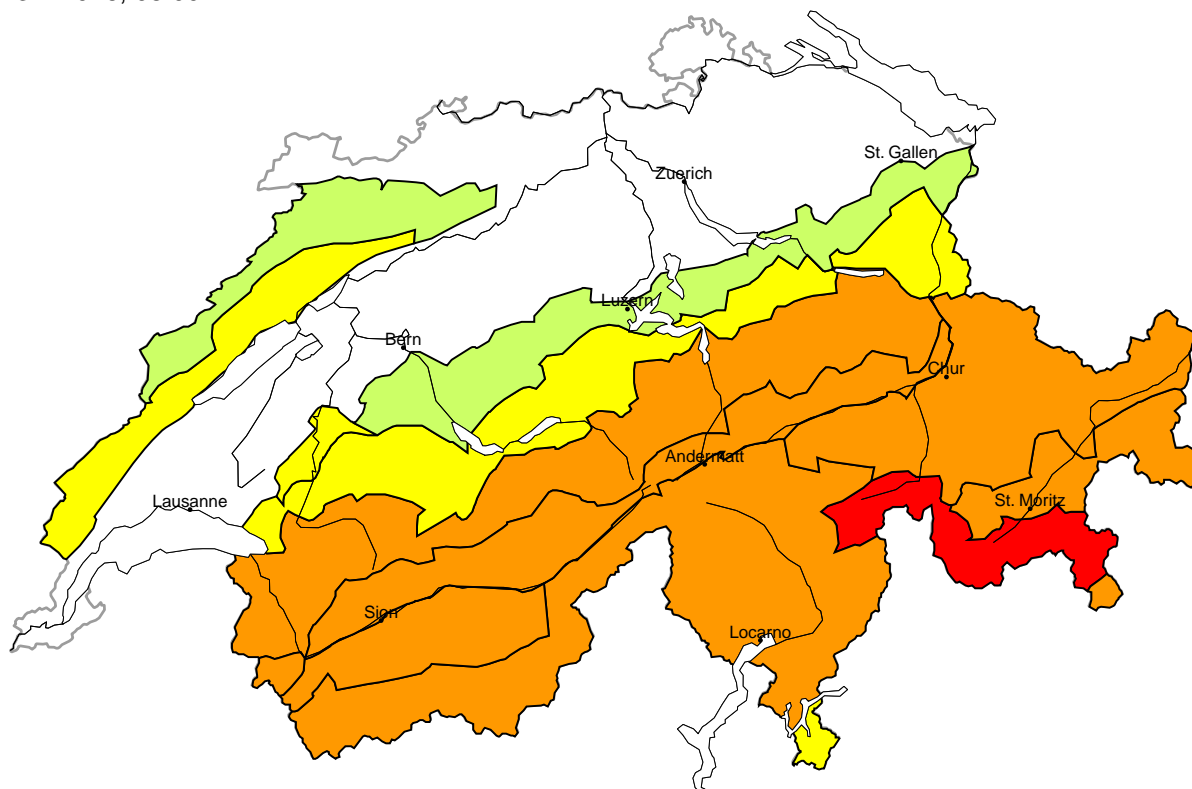 St. Gallen
Zuerich
Luzern
Bern
Chur
Andermatt
Lausanne
St. Moritz
Sion
Locarno